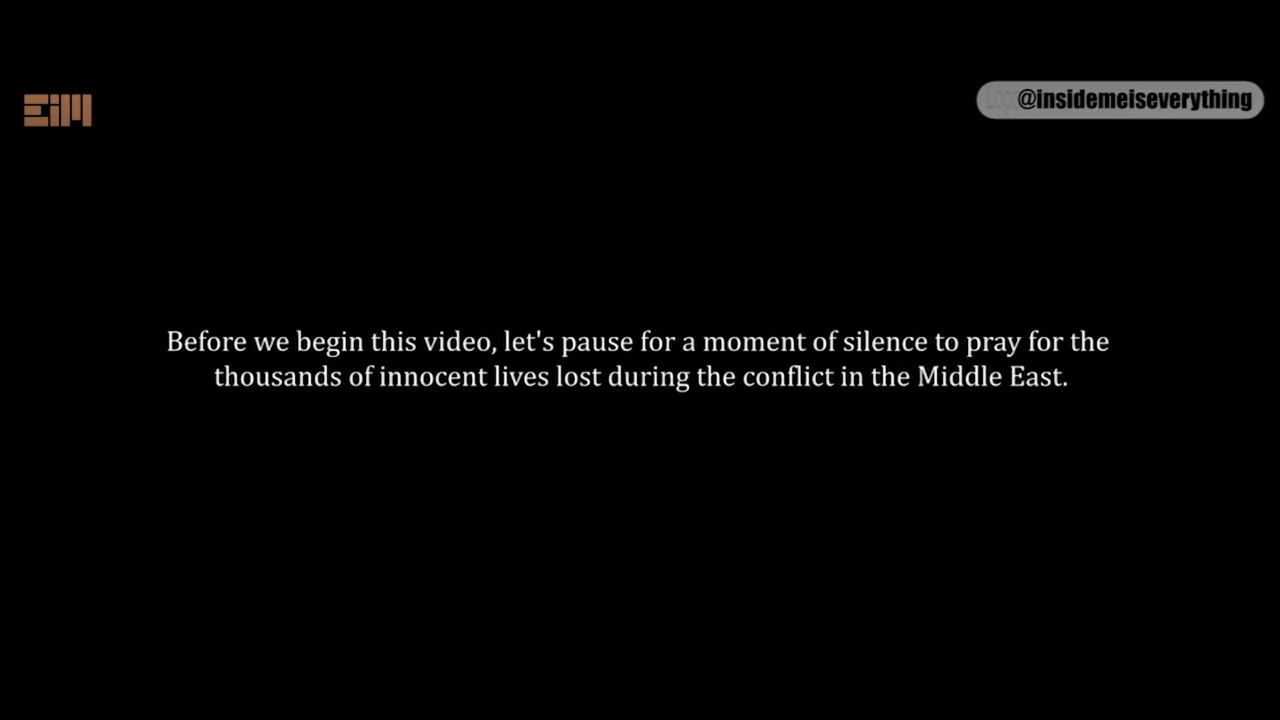 EiM
@insidemeiseverything
Before we begin this video, let's pause for a moment of silence to pray for the
thousands of innocent lives lost during the conflict in the Middle East.